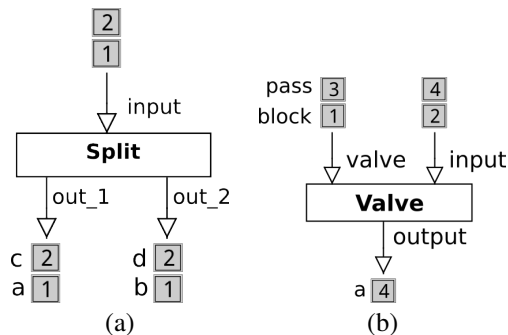 2
1
input
Split
out_1 out_2
c 2 d 2
a 1 b 1
(a)
pass 3 4
block 1 2
valve input
Valve
output
a 4
(b)